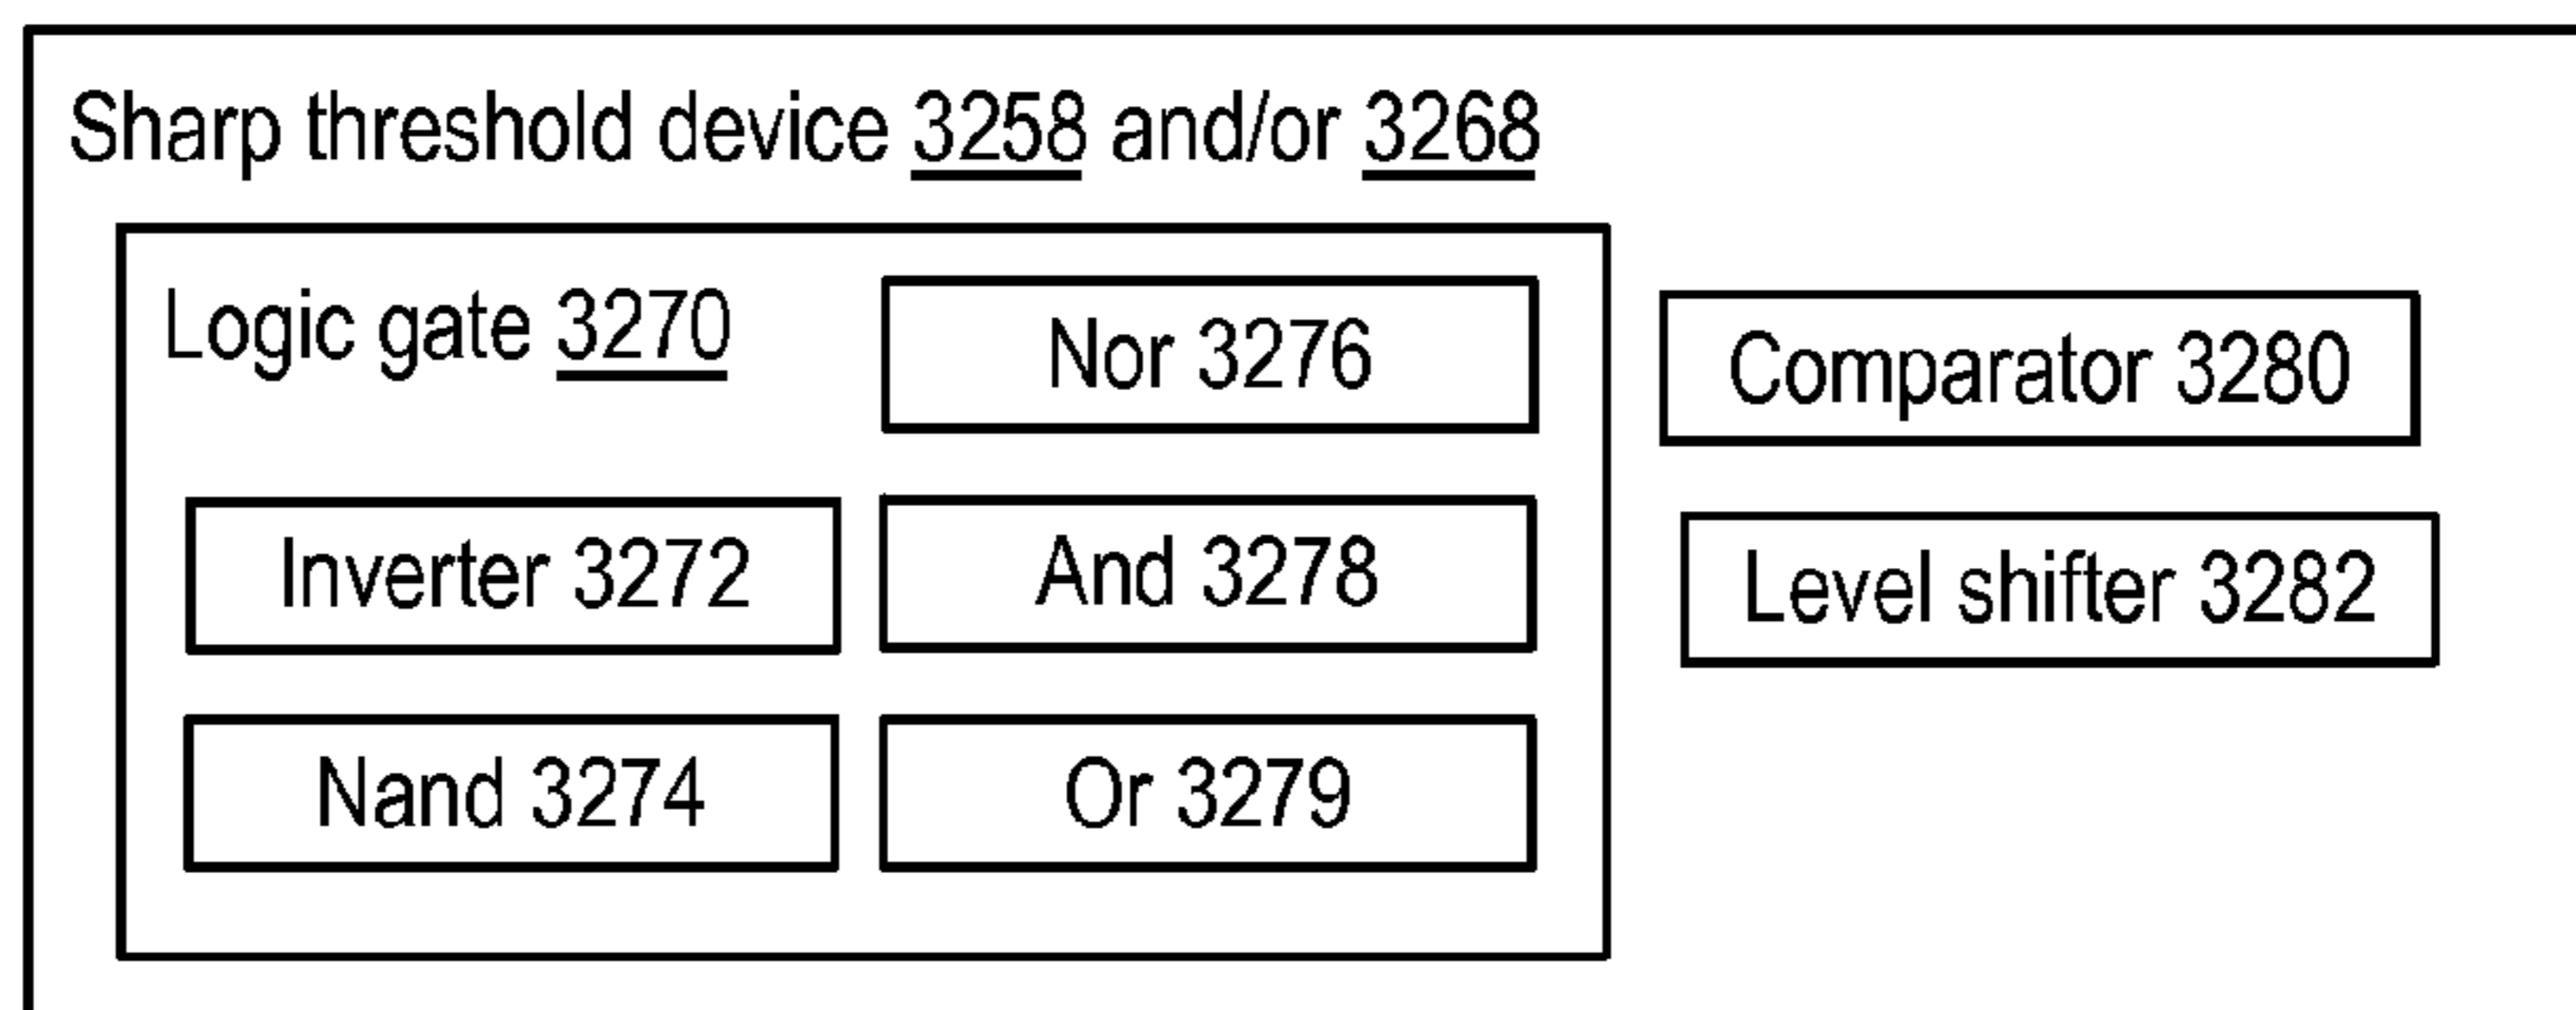 Sharp threshold device 3258 and/or 3268
Logic gate 3270
Nor 3276
Comparator 3280
Inverter 3272
And 3278
Level shifter 3282
Nand 3274
Or 3279